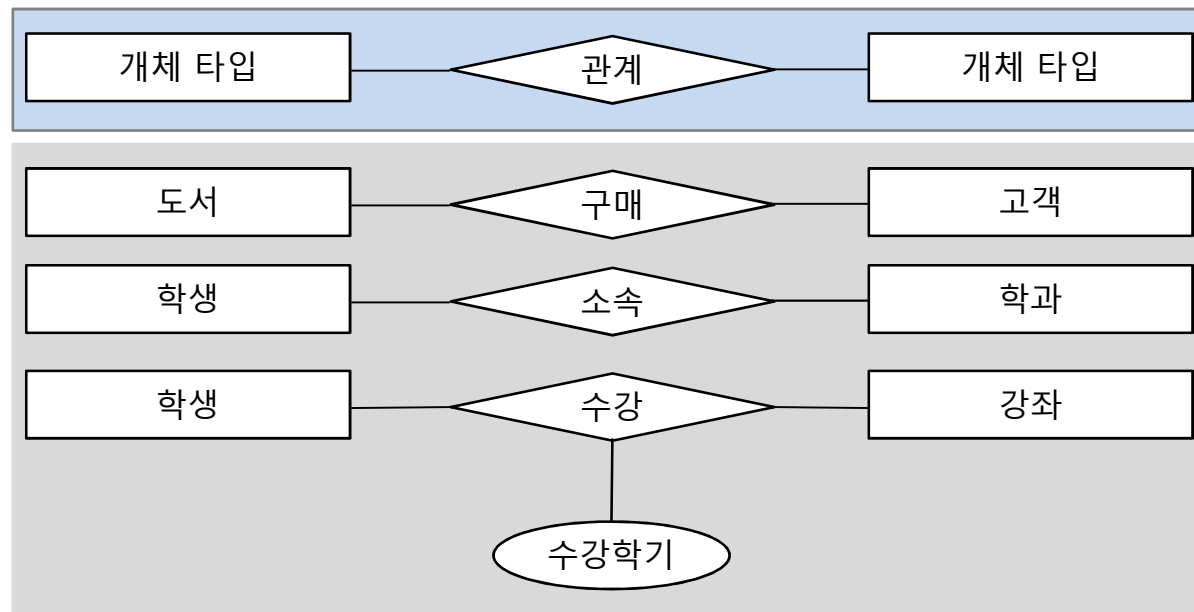 개체 타입 관계 개체 타입
도서 구매 고객
학생 소속 학과
학생 수강 강좌
수강학기